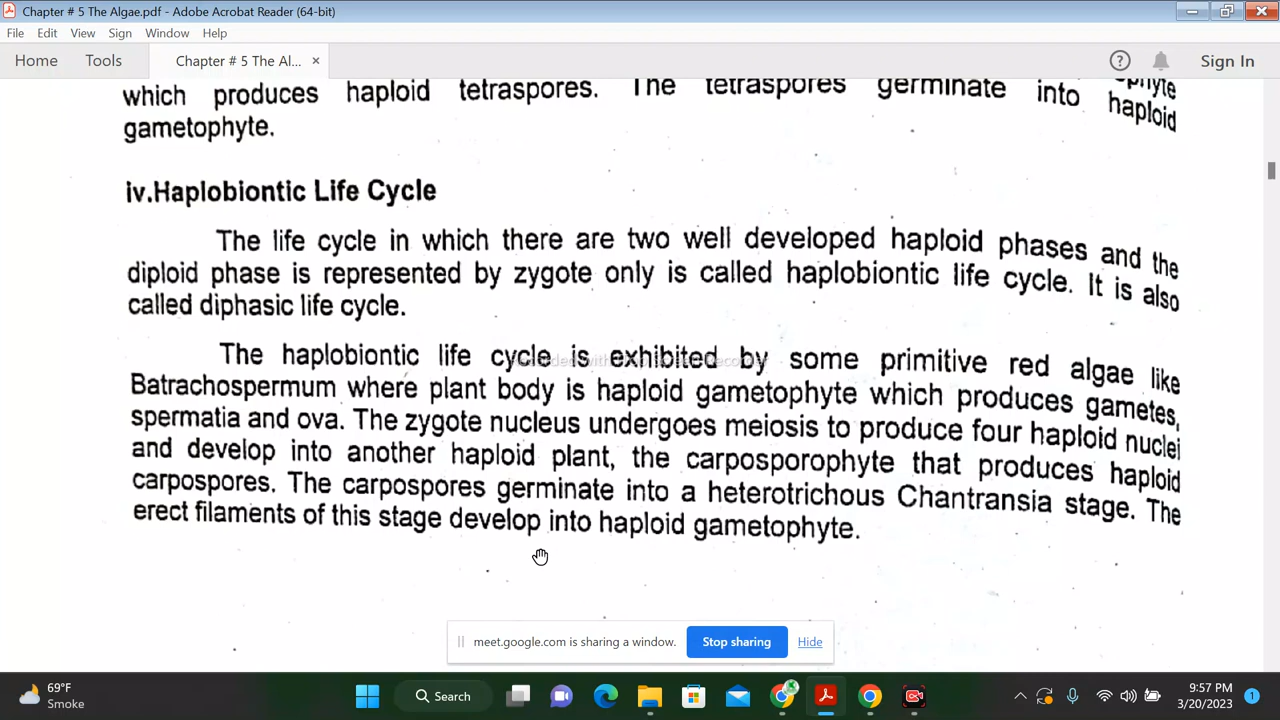 Chapter # 5 The Algae.pdf - Adobe Acrobat Reader (64-bit)
File Edit View Sign Window Help
Home Tools Chapter # 5 The Al... × Sign In
which produces haploid tetraspores. The tetraspores germinate into haploid
gametophyte.
iv.Haplobiontic Life Cycle
The life cycle in which there are two well developed haploid phases and the
diploid phase is represented by zygote only is called haplobiontic life cycle. It is also
called diphasic life cycle.
The haplobiontic life cycle is exhibited by some primitive red algae like
Batrachospermum where plant body is haploid gametophyte which produces gametes,
spermatia and ova. The zygote nucleus undergoes meiosis to produce four haploid nuclei
and develop into another haploid plant, the carposporophyte that produces haploid
carpospores. The carpospores germinate into a heterotrichous Chantransia stage. The
erect filaments of this stage develop into haploid gametophyte.
meet.google.com is sharing a window. Stop sharing Hide
69°F
Smoke
Search
9:57 PM
3/20/2023
1